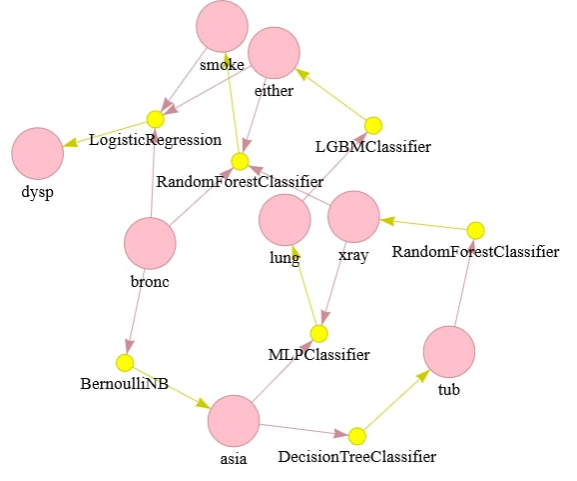 smoke
either
LogisticRegression
LGBMClassifier
RandomForestClassifier
dysp
RandomForestClassifier
lung
xray
bronc
MLPClassifier
BernoulliNB
tub
asia
DecisionTreeClassifier